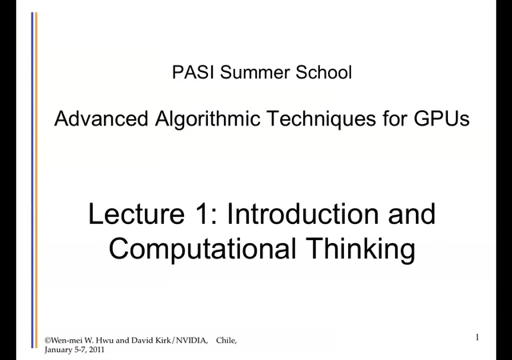 PASI Summer School
Advanced Algorithmic Techniques for GPUs
Lecture 1: Introduction and
Computational Thinking
©Wen-mei W. Hwu and David Kirk/NVIDIA, Chile,
January 5-7, 2011
1